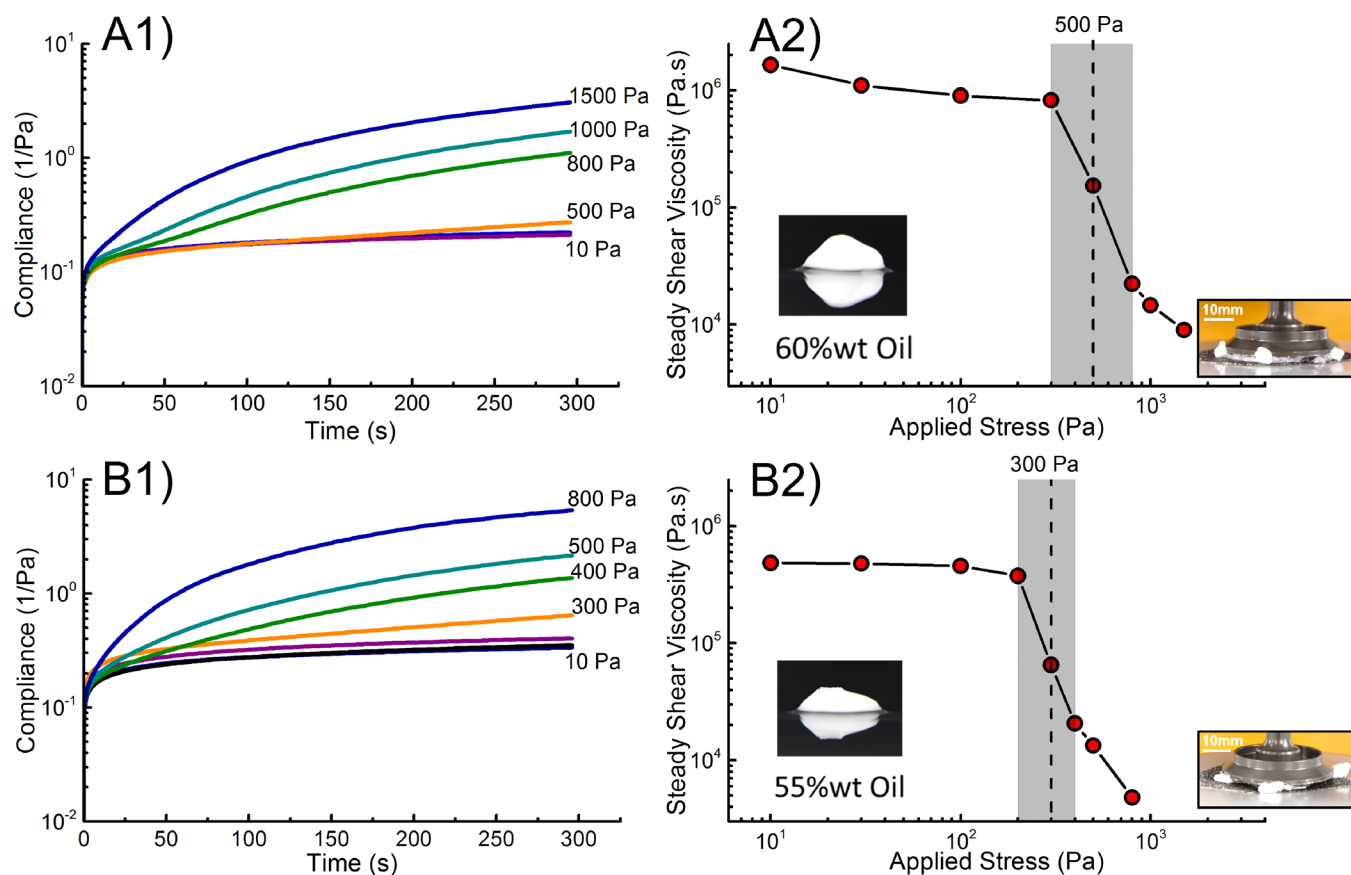 A1)
Compliance (1/Pa)
10¹
10⁰
10⁻¹
10⁻²
1500 Pa
1000 Pa
800 Pa
500 Pa
10 Pa
0 50 100 150 200 250 300
Time (s)
A2)
500 Pa
Steady Shear Viscosity (Pa.s)
10⁶
10⁵
10⁴
60%wt Oil
10mm
10¹ 10² 10³
Applied Stress (Pa)
B1)
Compliance (1/Pa)
10¹
10⁰
10⁻¹
10⁻²
800 Pa
500 Pa
400 Pa
300 Pa
10 Pa
0 50 100 150 200 250 300
Time (s)
B2)
300 Pa
Steady Shear Viscosity (Pa.s)
10⁶
10⁵
10⁴
55%wt Oil
10mm
10¹ 10² 10³
Applied Stress (Pa)